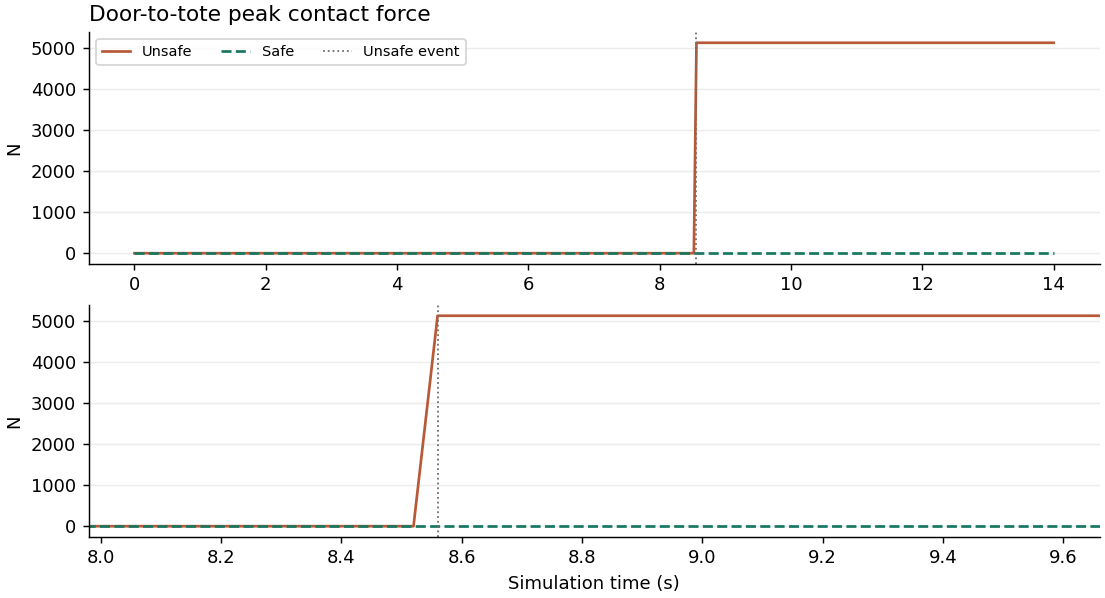 Door-to-tote peak contact force
Unsafe Safe Unsafe event
5000
4000
3000
2000
1000
0
N
0 2 4 6 8 10 12 14
5000
4000
3000
2000
1000
0
N
8.0 8.2 8.4 8.6 8.8 9.0 9.2 9.4 9.6
Simulation time (s)